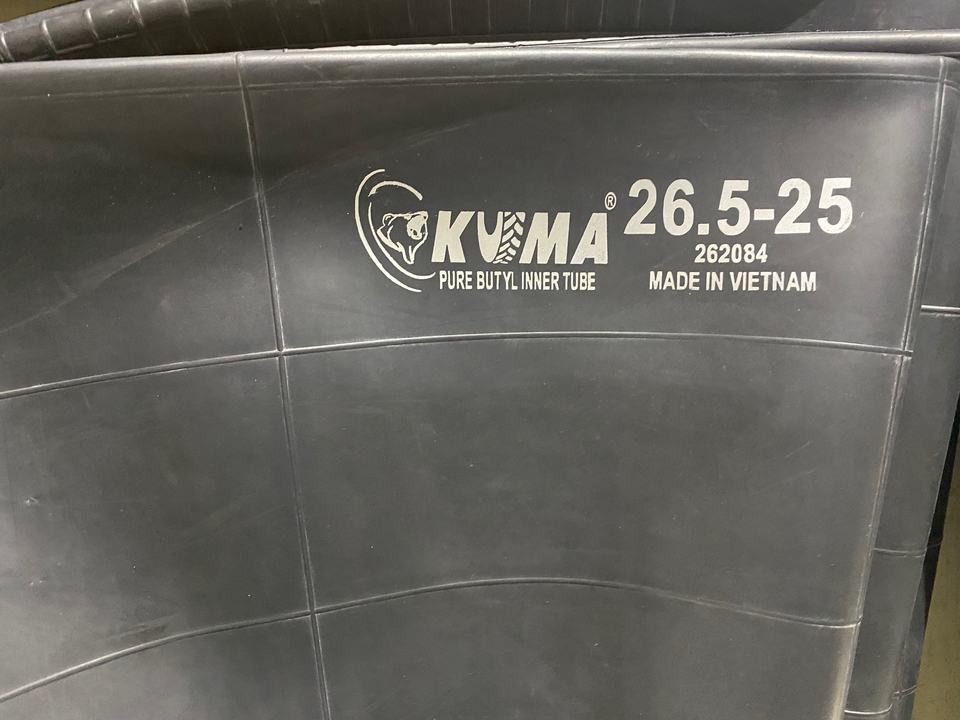 KUMA® 26.5-25
262084
PURE BUTYL INNER TUBE MADE IN VIETNAM